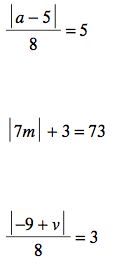 |a − 5| / 8 = 5
|7m| + 3 = 73
|−9 + v| / 8 = 3